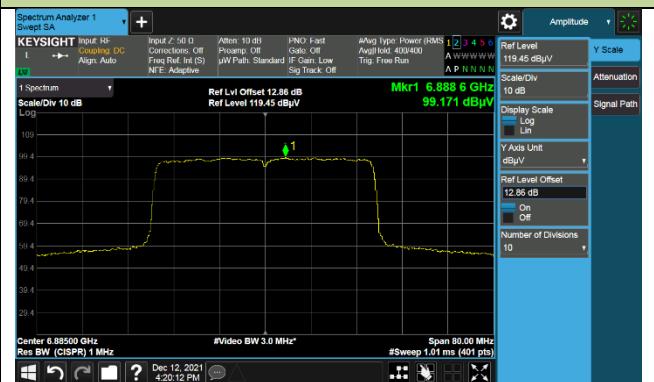 Spectrum Analyzer 1
Swept SA
+
Amplitude
KEYSIGHT
L
Input: RF
Coupling: DC
Align: Auto
Input Z: 50 Ω
Corrections: Off
Freq Ref: Int (S)
NFE: Adaptive
Atten: 10 dB
Preamp: Off
µW Path: Standard
PNO: Fast
Gate: Off
IF Gain: Low
Sig Track: Off
#Avg Type: Power (RMS
Avg|Hold: 400/400
Trig: Free Run
1 2 3 4 5 6
A W W W W W
A P N N N N
1 Spectrum
Scale/Div 10 dB
Log
Ref Lvl Offset 12.86 dB
Ref Level 119.45 dBµV
Mkr1 6.888 6 GHz
99.171 dBµV
1
109
99.4
89.4
79.4
69.4
59.4
49.4
39.4
29.4
Center 6.88500 GHz
Res BW (CISPR) 1 MHz
#Video BW 3.0 MHz*
Span 80.00 MHz
#Sweep 1.01 ms (401 pts)
Dec 12, 2021
4:20:12 PM
?
Ref Level
119.45 dBµV
Scale/Div
10 dB
Display Scale
Log
Lin
Y Axis Unit
dBµV
Ref Level Offset
12.86 dB
On
Off
Number of Divisions
10
Y Scale
Attenuation
Signal Path